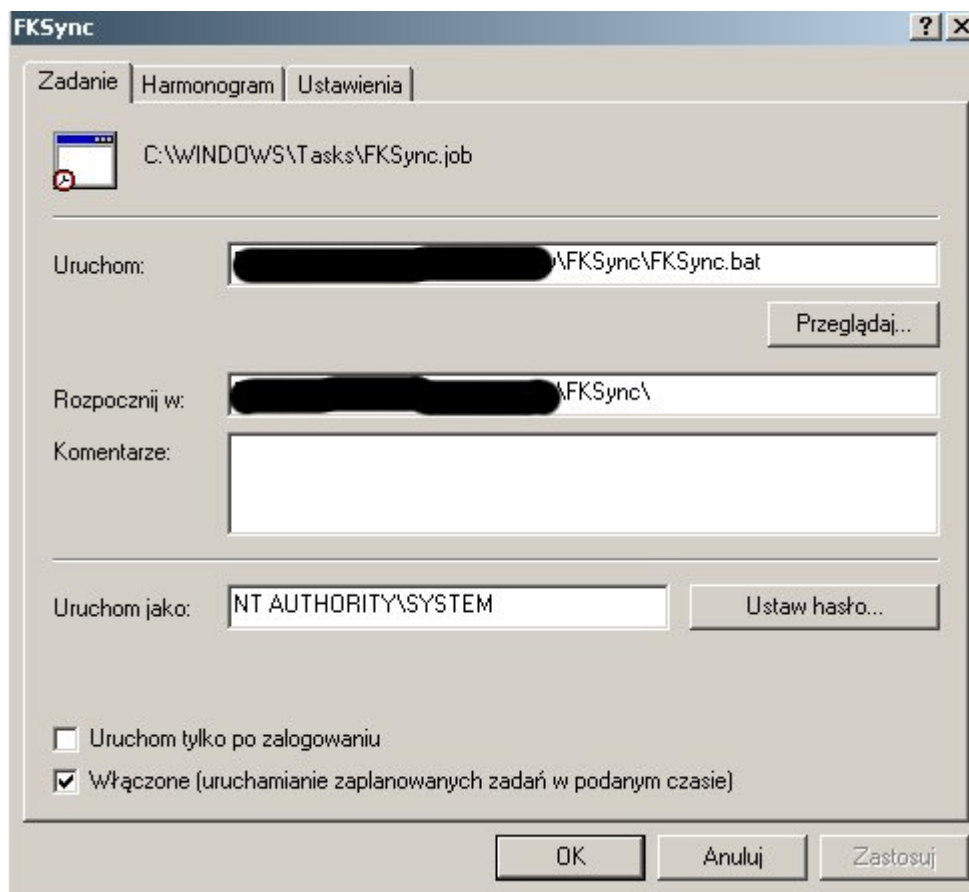 FKSync
Zadanie Harmonogram Ustawienia
C:\WINDOWS\Tasks\FKSync.job
Uruchom: \FKSync\FKSync.bat
Przeglądaj...
Rozpocznij w: \FKSync\
Komentarze:
Uruchom jako: NT AUTHORITY\SYSTEM Ustaw hasło...
Uruchom tylko po zalogowaniu
Włączone (uruchamianie zaplanowanych zadań w podanym czasie)
OK Anuluj Zastosuj